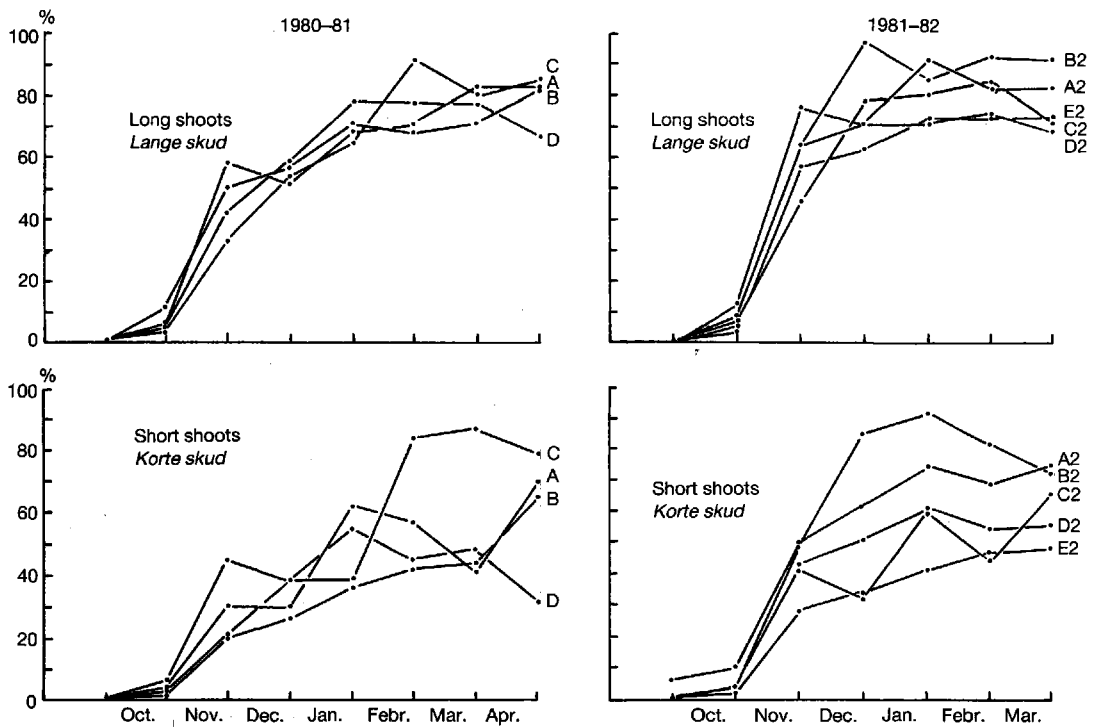 %
1980–81
1981–82
100
80
60
40
20
0
Long shoots
Lange skud
C
A
B
D
Long shoots
Lange skud
B2
A2
E2
C2
D2
%
100
80
60
40
20
0
Short shoots
Korte skud
C
A
B
D
Short shoots
Korte skud
A2
B2
C2
D2
E2
Oct. Nov. Dec. Jan. Febr. Mar. Apr.
Oct. Nov. Dec. Jan. Febr. Mar.